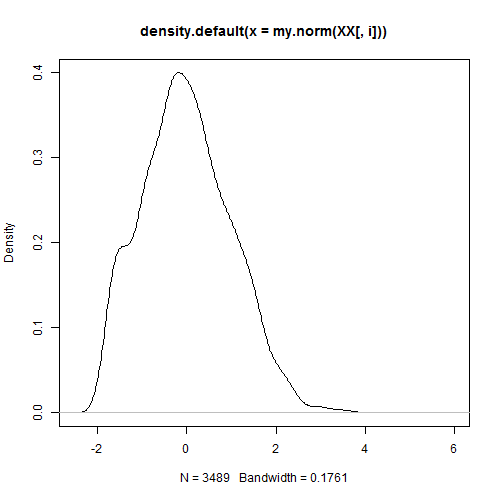 density.default(x = my.norm(XX[, i]))
Density
0.4
0.3
0.2
0.1
0.0
-2 0 2 4 6
N = 3489 Bandwidth = 0.1761